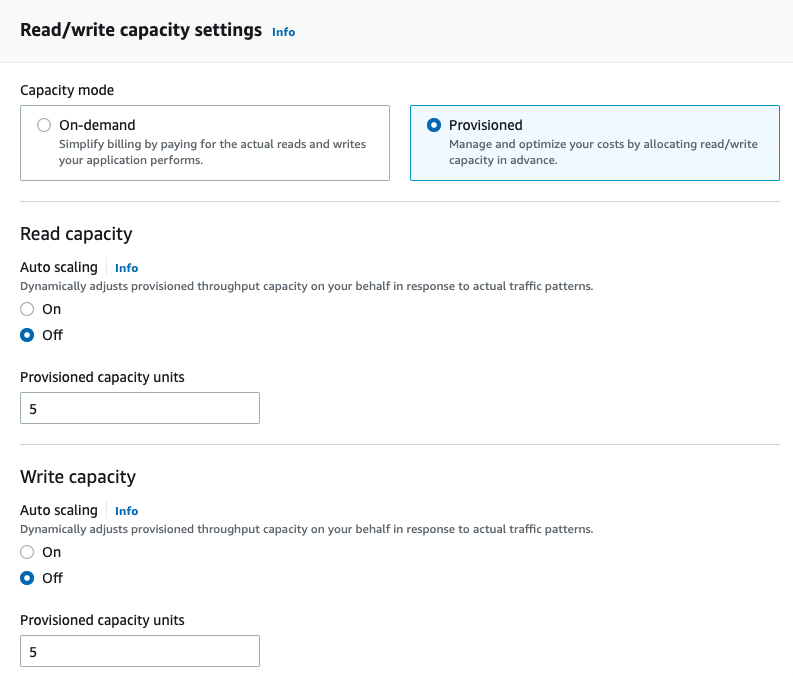 Read/write capacity settings Info
Capacity mode
On-demand
Simplify billing by paying for the actual reads and writes
your application performs.
Provisioned
Manage and optimize your costs by allocating read/write
capacity in advance.
Read capacity
Auto scaling Info
Dynamically adjusts provisioned throughput capacity on your behalf in response to actual traffic patterns.
On
Off
Provisioned capacity units
5
Write capacity
Auto scaling Info
Dynamically adjusts provisioned throughput capacity on your behalf in response to actual traffic patterns.
On
Off
Provisioned capacity units
5